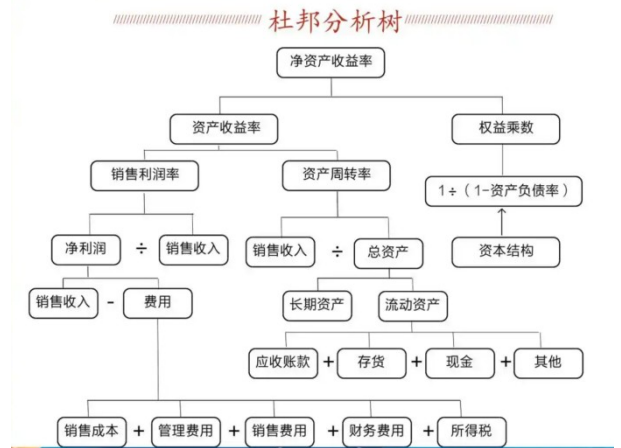 杜邦分析树
净资产收益率
资产收益率
权益乘数
销售利润率
资产周转率
1÷（1-资产负债率）
净利润 ÷ 销售收入
销售收入 ÷ 总资产
资本结构
销售收入 - 费用
长期资产
流动资产
应收账款 + 存货 + 现金 + 其他
销售成本 + 管理费用 + 销售费用 + 财务费用 + 所得税